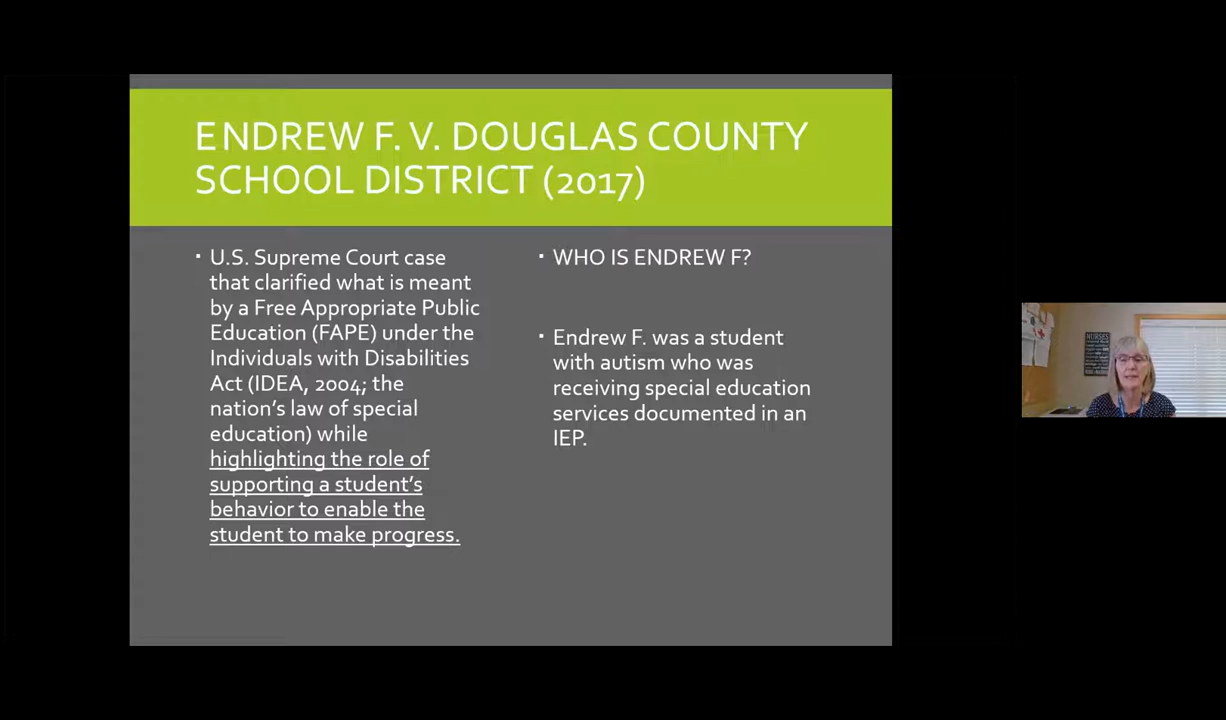 ENDREW F. V. DOUGLAS COUNTY
SCHOOL DISTRICT (2017)
▪ U.S. Supreme Court case
that clarified what is meant
by a Free Appropriate Public
Education (FAPE) under the
Individuals with Disabilities
Act (IDEA, 2004; the
nation's law of special
education) while
highlighting the role of
supporting a student's
behavior to enable the
student to make progress.
▪ WHO IS ENDREW F?
▪ Endrew F. was a student
with autism who was
receiving special education
services documented in an
IEP.
NURSES